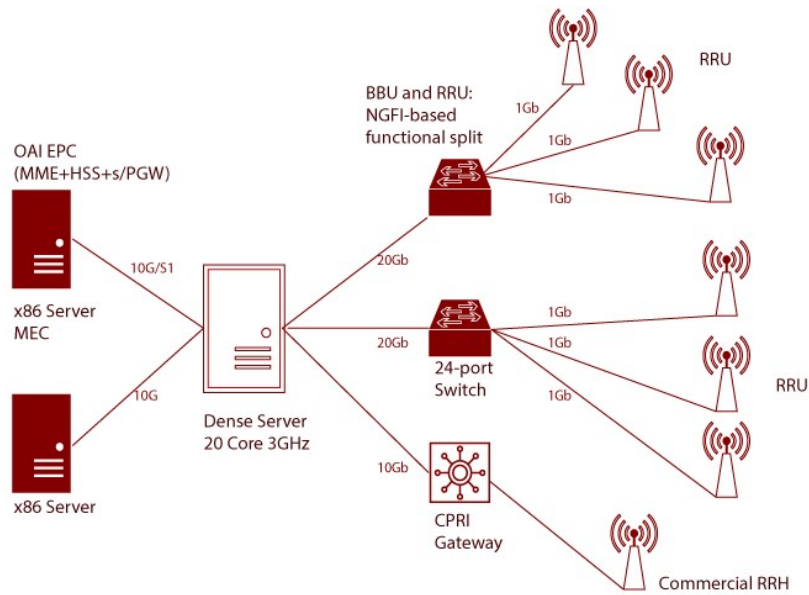 RRU
BBU and RRU:
NGFI-based
functional split
1Gb
1Gb
1Gb
OAI EPC
(MME+HSS+s/PGW)
10G/S1
20Gb
x86 Server
MEC
20Gb
1Gb
1Gb
1Gb
RRU
24-port
Switch
10G
Dense Server
20 Core 3GHz
10Gb
x86 Server
CPRI
Gateway
Commercial RRH